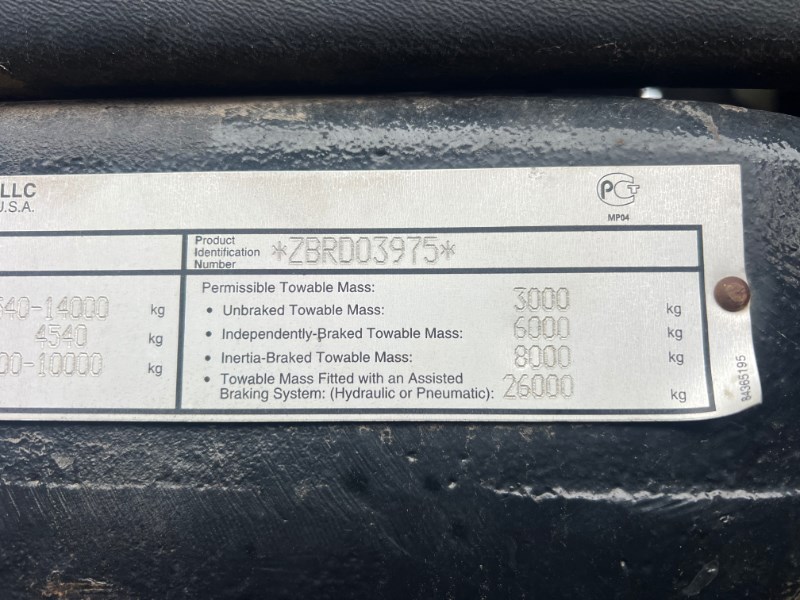 LLC
U.S.A.
PCT
MP04
Product
Identification
Number
*ZBRD03975*
640-14000 kg
4540 kg
00-10000 kg
Permissible Towable Mass:
• Unbraked Towable Mass: 3000 kg
• Independently-Braked Towable Mass: 6000 kg
• Inertia-Braked Towable Mass: 8000 kg
• Towable Mass Fitted with an Assisted
Braking System: (Hydraulic or Pneumatic): 26000 kg
84365195